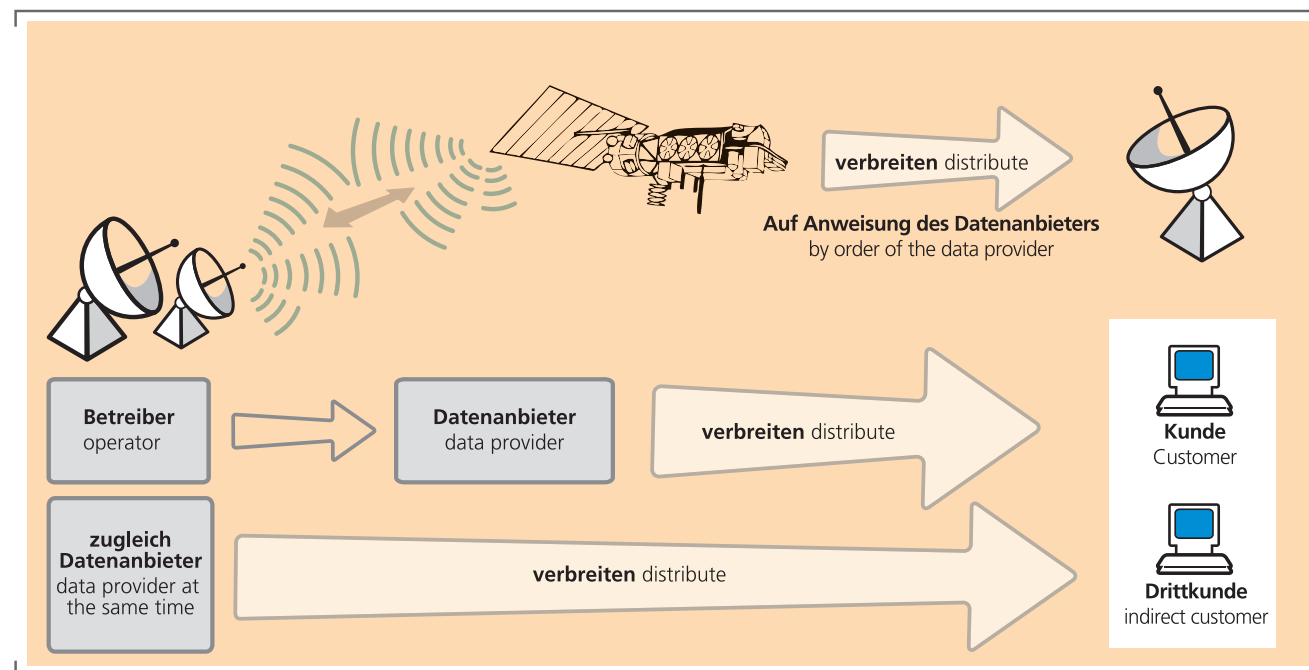 verbreiten distribute
Auf Anweisung des Datenanbieters
by order of the data provider
Betreiber
operator
Datenanbieter
data provider
verbreiten distribute
Kunde
Customer
zugleich
Datenanbieter
data provider at
the same time
verbreiten distribute
Drittkunde
indirect customer